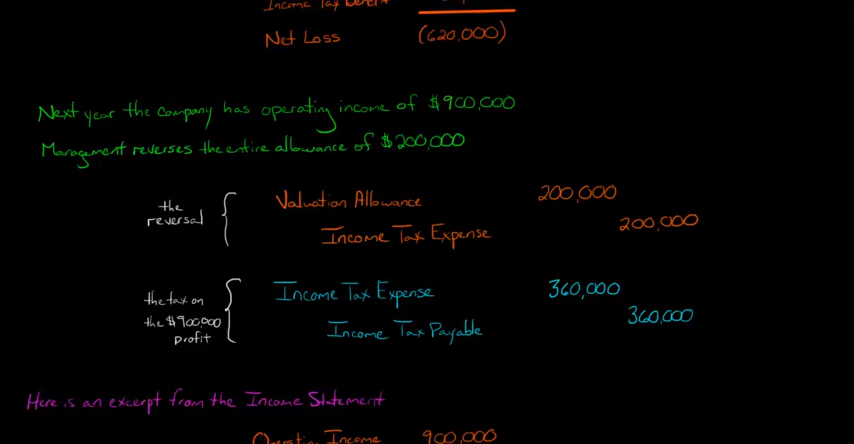 Income Tax Benefit
Net Loss (620,000)
Next year the company has operating income of $900,000
Management reverses the entire allowance of $200,000
the
reversal
Valuation Allowance 200,000
Income Tax Expense 200,000
the tax on
the $900,000
profit
Income Tax Expense 360,000
Income Tax Payable 360,000
Here is an excerpt from the Income Statement
Operating Income 900,000